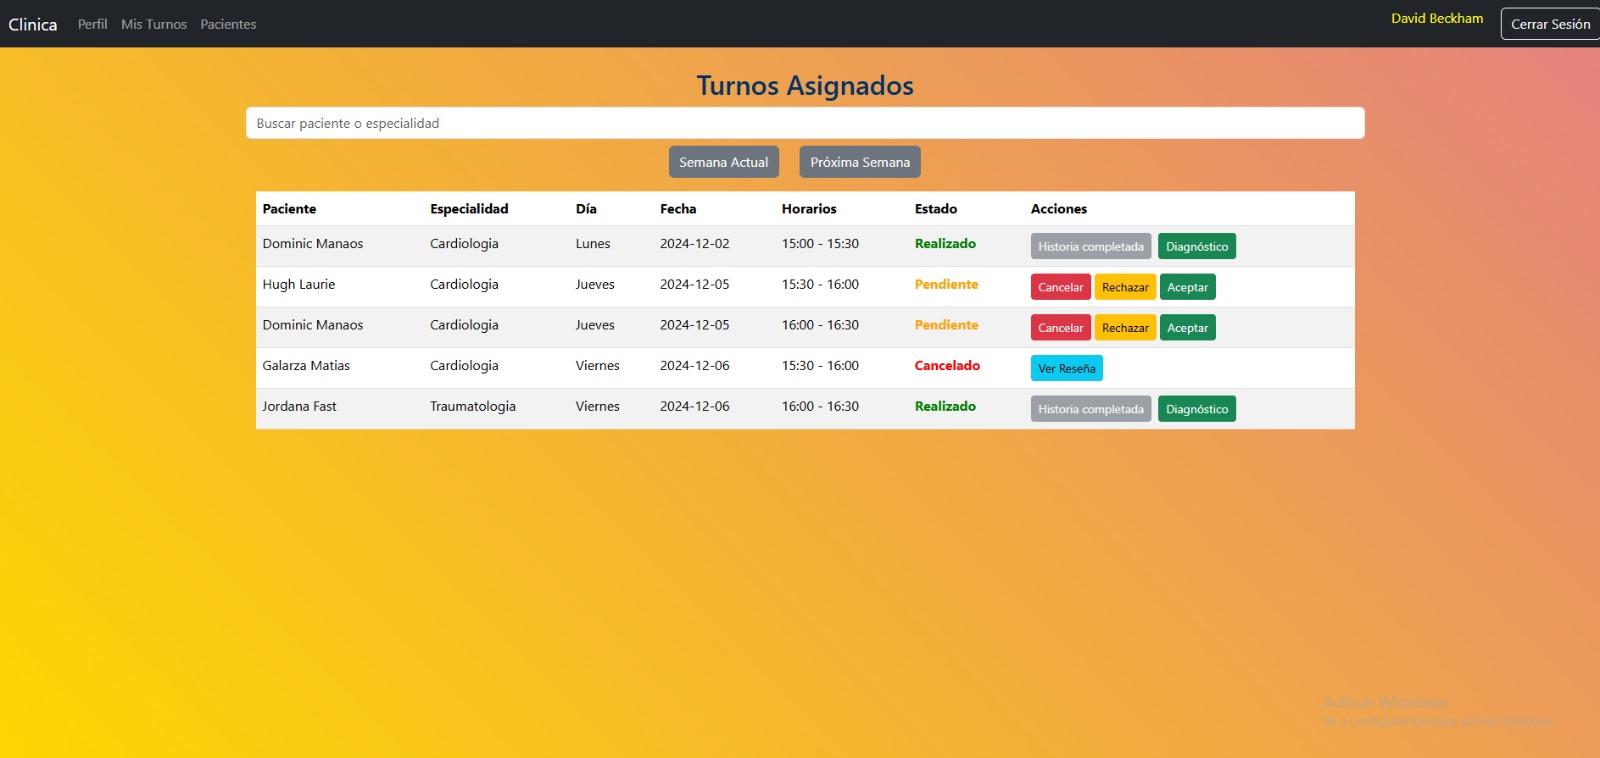 Clinica Perfil Mis Turnos Pacientes David Beckham Cerrar Sesión
Turnos Asignados
Buscar paciente o especialidad
Semana Actual Próxima Semana
Paciente Especialidad Día Fecha Horarios Estado Acciones
Dominic Manaos Cardiologia Lunes 2024-12-02 15:00 - 15:30 Realizado Historia completada Diagnóstico
Hugh Laurie Cardiologia Jueves 2024-12-05 15:30 - 16:00 Pendiente Cancelar Rechazar Aceptar
Dominic Manaos Cardiologia Jueves 2024-12-05 16:00 - 16:30 Pendiente Cancelar Rechazar Aceptar
Galarza Matias Cardiologia Viernes 2024-12-06 15:30 - 16:00 Cancelado Ver Reseña
Jordana Fast Traumatologia Viernes 2024-12-06 16:00 - 16:30 Realizado Historia completada Diagnóstico
Activar Windows
Ve a Configuración para activar Windows.